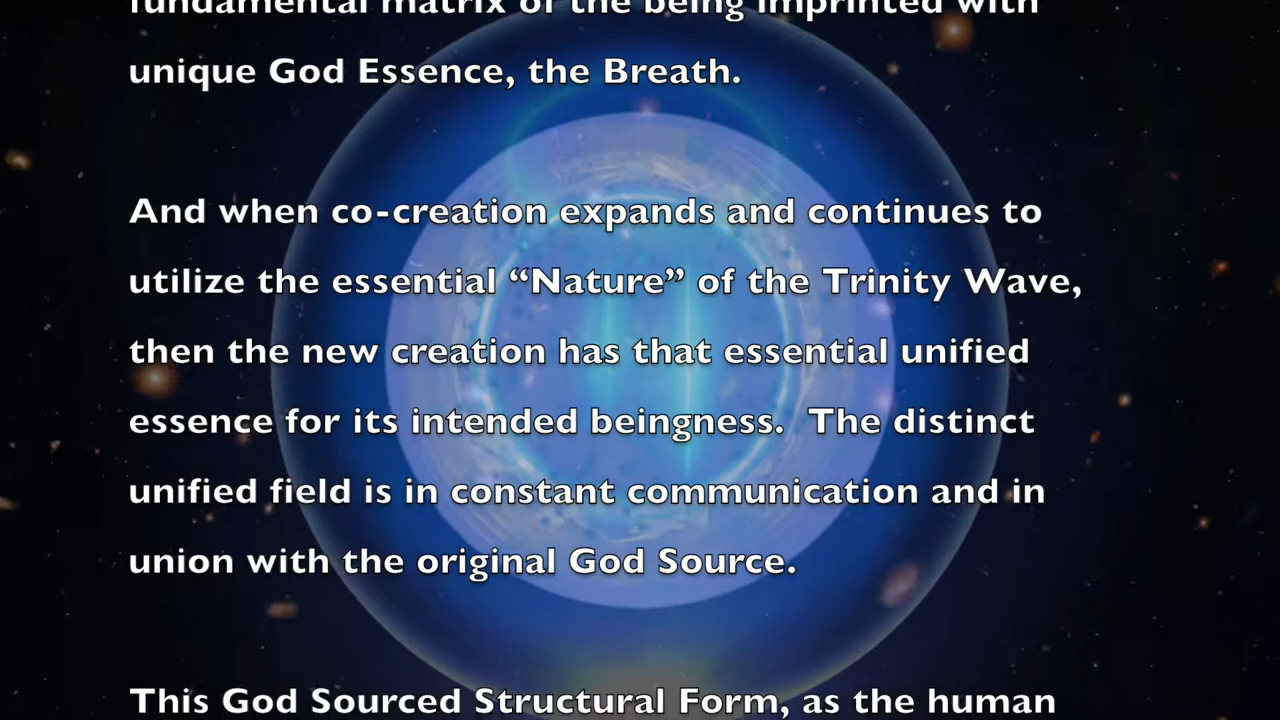 fundamental matrix of the being imprinted with
unique God Essence, the Breath.
And when co-creation expands and continues to
utilize the essential “Nature” of the Trinity Wave,
then the new creation has that essential unified
essence for its intended beingness.  The distinct
unified field is in constant communication and in
union with the original God Source.
This God Sourced Structural Form, as the human